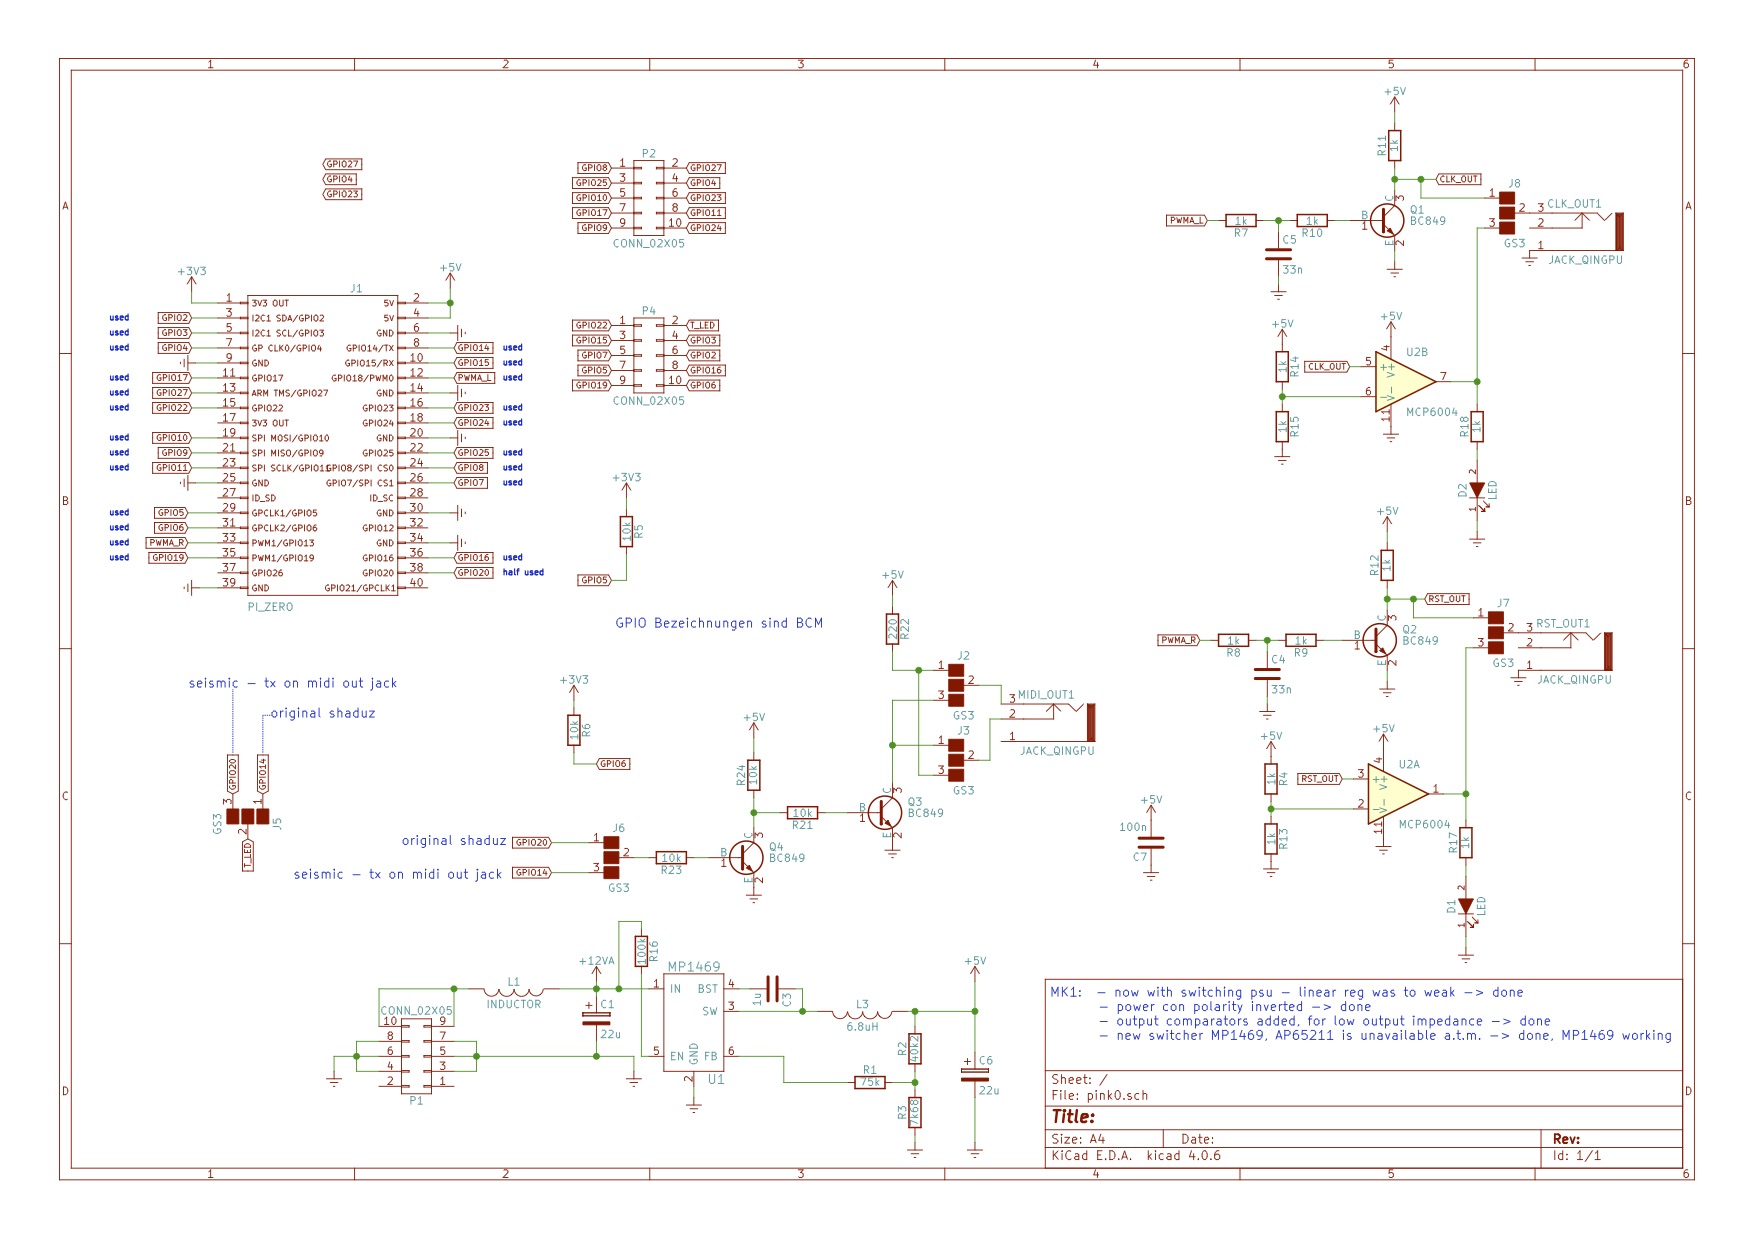 1 2 3 4 5 6
A
B
C
D
GPIO27
GPIO4
GPIO23
+3V3
+5V
J1
1 3V3 OUT 5V 2
used GPIO2 3 I2C1 SDA/GPIO2 5V 4
used GPIO3 5 I2C1 SCL/GPIO3 GND 6
used GPIO4 7 GP CLK0/GPIO4 GPIO14/TX 8 GPIO14 used
9 GND GPIO15/RX 10 GPIO15 used
used GPIO17 11 GPIO17 GPIO18/PWM0 12 PWMA_L used
used GPIO27 13 ARM TMS/GPIO27 GND 14
used GPIO22 15 GPIO22 GPIO23 16 GPIO23 used
17 3V3 OUT GPIO24 18 GPIO24 used
used GPIO10 19 SPI MOSI/GPIO10 GND 20
used GPIO9 21 SPI MISO/GPIO9 GPIO25 22 GPIO25 used
used GPIO11 23 SPI SCLK/GPIO11 GPIO8/SPI CS0 24 GPIO8 used
25 GND GPIO7/SPI CS1 26 GPIO7 used
27 ID_SD ID_SC 28
used GPIO5 29 GPCLK1/GPIO5 GND 30
used GPIO6 31 GPCLK2/GPIO6 GPIO12 32
used PWMA_R 33 PWM1/GPIO13 GND 34
used GPIO19 35 PWM1/GPIO19 GPIO16 36 GPIO16 used
37 GPIO26 GPIO20 38 GPIO20 half used
39 GND GPIO21/GPCLK1 40
PI_ZERO
P2
GPIO8 1 2 GPIO27
GPIO25 3 4 GPIO4
GPIO10 5 6 GPIO23
GPIO17 7 8 GPIO11
GPIO9 9 10 GPIO24
CONN_02X05
P4
GPIO22 1 2 T_LED
GPIO15 3 4 GPIO3
GPIO7 5 6 GPIO2
GPIO5 7 8 GPIO16
GPIO19 9 10 GPIO6
CONN_02X05
+3V3
10k R5
GPIO5
GPIO Bezeichnungen sind BCM
seismic - tx on midi out jack
original shaduz
GPIO20 GPIO14
3 1
GS3 J5
2
T_LED
+3V3
10k R6
GPIO6
original shaduz GPIO20 1 J6
2
seismic - tx on midi out jack GPIO14 3 GS3
10k
R23
+5V
R24 10k
B 1 C 3 E 2
Q4
BC849
10k
R21
B 1 C 3 E 2
Q3
BC849
+5V
220 R22
J2
1 2 3
GS3
J3
1 2 3
GS3
MIDI_OUT1
3
2
1
JACK_QINGPU
+5V
R11 1k
CLK_OUT
PWMA_L 1k R7 1k R10
C5
33n
B 1 C 3 E 2
Q1
BC849
J8
1 2 3
GS3
CLK_OUT1
3
2
1
JACK_QINGPU
+5V
1k R14
CLK_OUT
1k R15
+5V
U2B
5 + V+ 4
6 - V- 11
7
MCP6004
R18 1k
D2 2 1 LED
+5V
R12 1k
RST_OUT
PWMA_R 1k R8 1k R9
C4
33n
B 1 C 3 E 2
Q2
BC849
J7
1 2 3
GS3
RST_OUT1
3
2
1
JACK_QINGPU
+5V
1k R4
RST_OUT
1k R13
+5V
U2A
3 + V+ 4
2 - V- 11
1
MCP6004
R17 1k
D1 2 1 LED
+5V
100n
C7
CONN_02X05
10 9
8 7
6 5
4 3
2 1
P1
L1
INDUCTOR
+12VA
+ C1
22u
100k R16
MP1469
1 IN BST 4
SW 3
5 EN GND FB 6
2 U1
1u C3
L3
6.8uH
+5V
R2 40k2
R1
75k
R3 7k68
+ C6
22u
MK1: - now with switching psu - linear reg was to weak -> done
- power con polarity inverted -> done
- output comparators added, for low output impedance -> done
- new switcher MP1469, AP65211 is unavailable a.t.m. -> done, MP1469 working
Sheet: /
File: pink0.sch
Title:
Size: A4 Date: Rev:
KiCad E.D.A. kicad 4.0.6 Id: 1/1
1 2 3 4 5 6
A
B
C
D